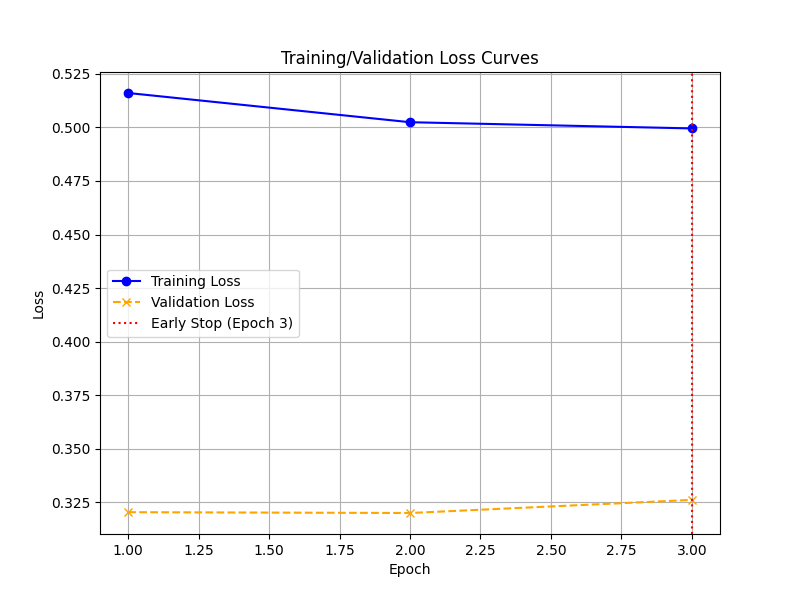 Training/Validation Loss Curves
Loss
0.525
0.500
0.475
0.450
0.425
0.400
0.375
0.350
0.325
Training Loss
Validation Loss
Early Stop (Epoch 3)
1.00 1.25 1.50 1.75 2.00 2.25 2.50 2.75 3.00
Epoch